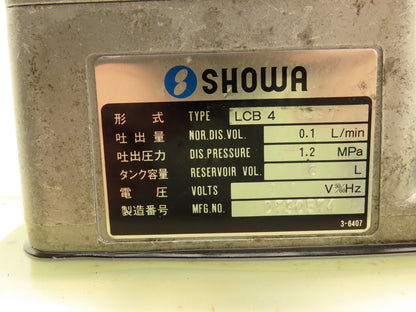 SHOWA
形式 TYPE LCB 4
吐出量 NOR.DIS.VOL. 0.1 L/min
吐出圧力 DIS.PRESSURE 1.2 MPa
タンク容量 RESERVOIR VOL. L
電圧 VOLTS V 50/60 Hz
製造番号 MFG.NO.
3-6407